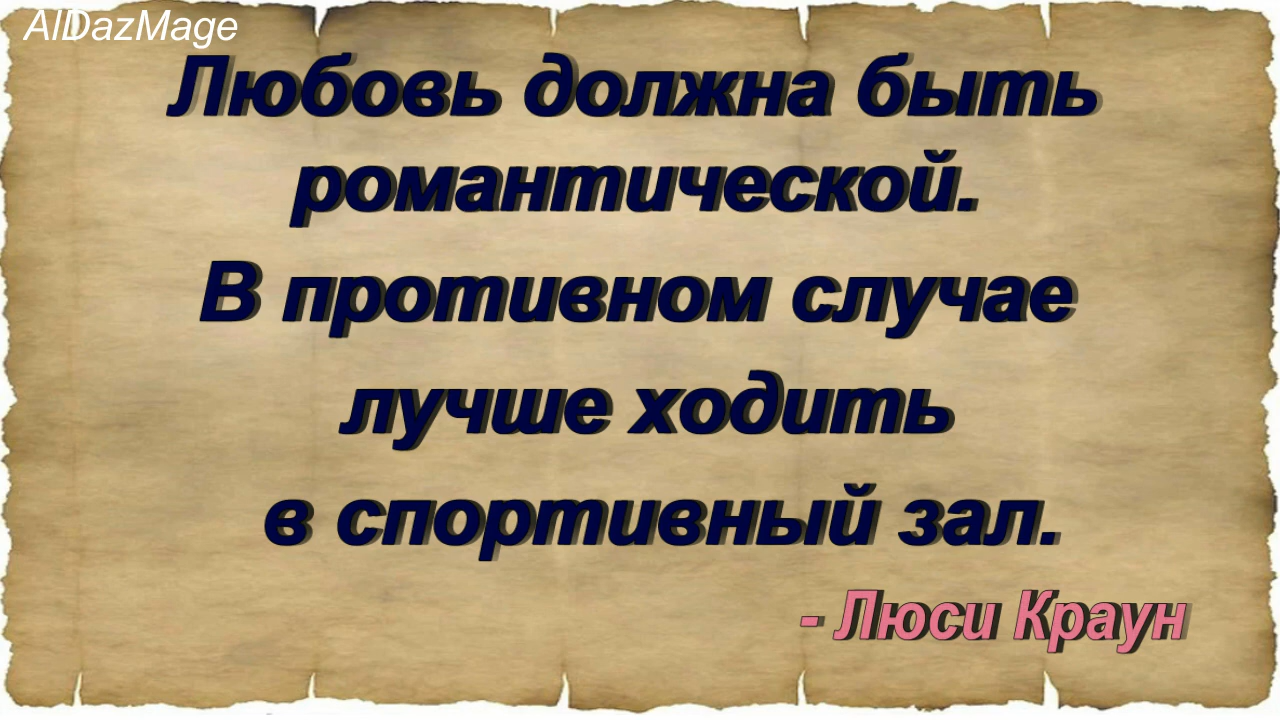 AlDazMage
Любовь должна быть
романтической.
В противном случае
лучше ходить
в спортивный зал.
- Люси Краун